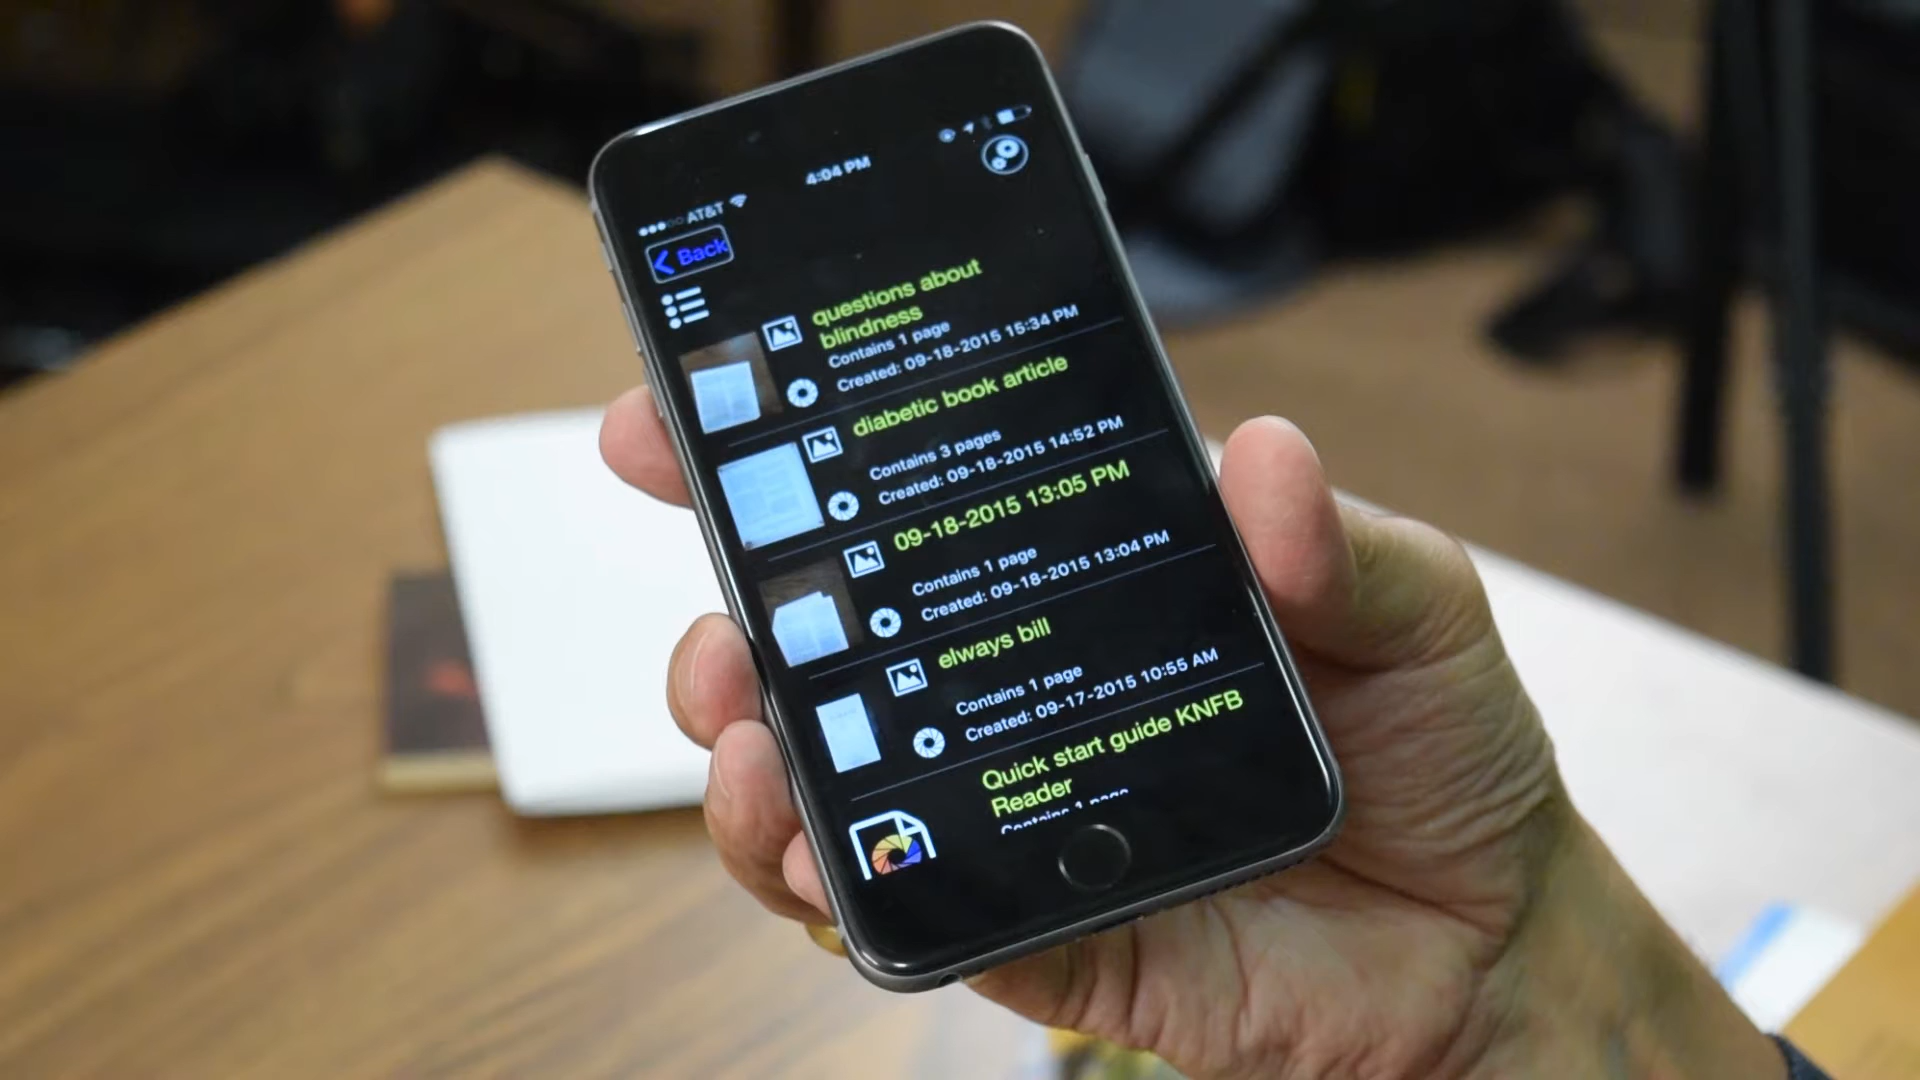 AT&T
4:04 PM
Back
questions about
blindness
Contains 1 page
Created: 09-18-2015 15:34 PM
diabetic book article
Contains 3 pages
Created: 09-18-2015 14:52 PM
09-18-2015 13:05 PM
Contains 1 page
Created: 09-18-2015 13:04 PM
elways bill
Contains 1 page
Created: 09-17-2015 10:55 AM
Quick start guide KNFB
Reader
Contains 1 page